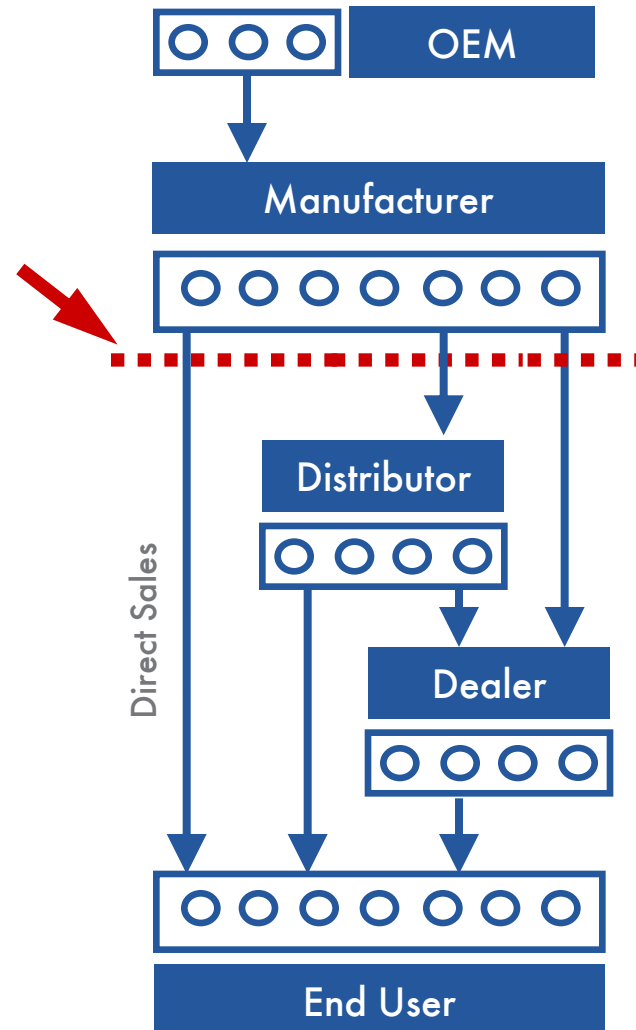 OEM
Manufacturer
Distributor
Direct Sales
Dealer
End User